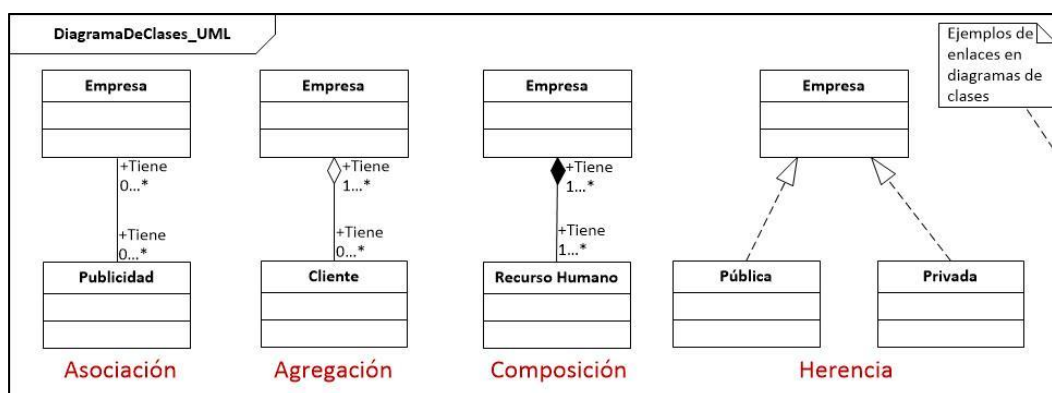 DiagramaDeClases_UML
Ejemplos de
enlaces en
diagramas de
clases
Empresa
+Tiene
0...*
+Tiene
0...*
Publicidad
Asociación
Empresa
+Tiene
1...*
+Tiene
0...*
Cliente
Agregación
Empresa
+Tiene
1...*
+Tiene
1...*
Recurso Humano
Composición
Empresa
Pública
Privada
Herencia